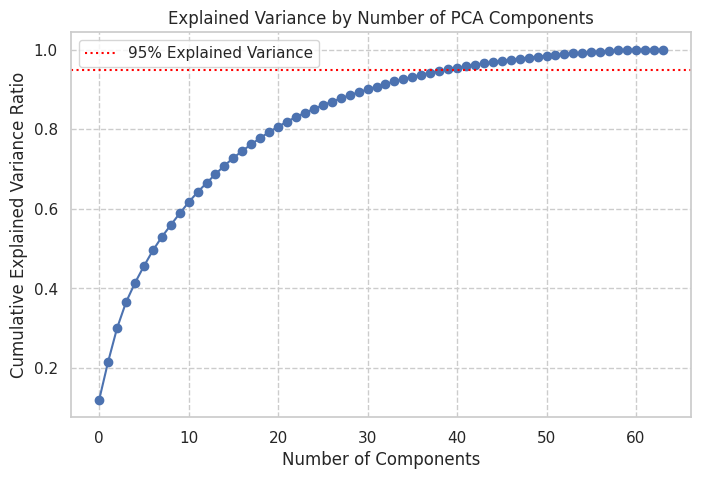 Explained Variance by Number of PCA Components
95% Explained Variance
Cumulative Explained Variance Ratio
1.0
0.8
0.6
0.4
0.2
0 10 20 30 40 50 60
Number of Components